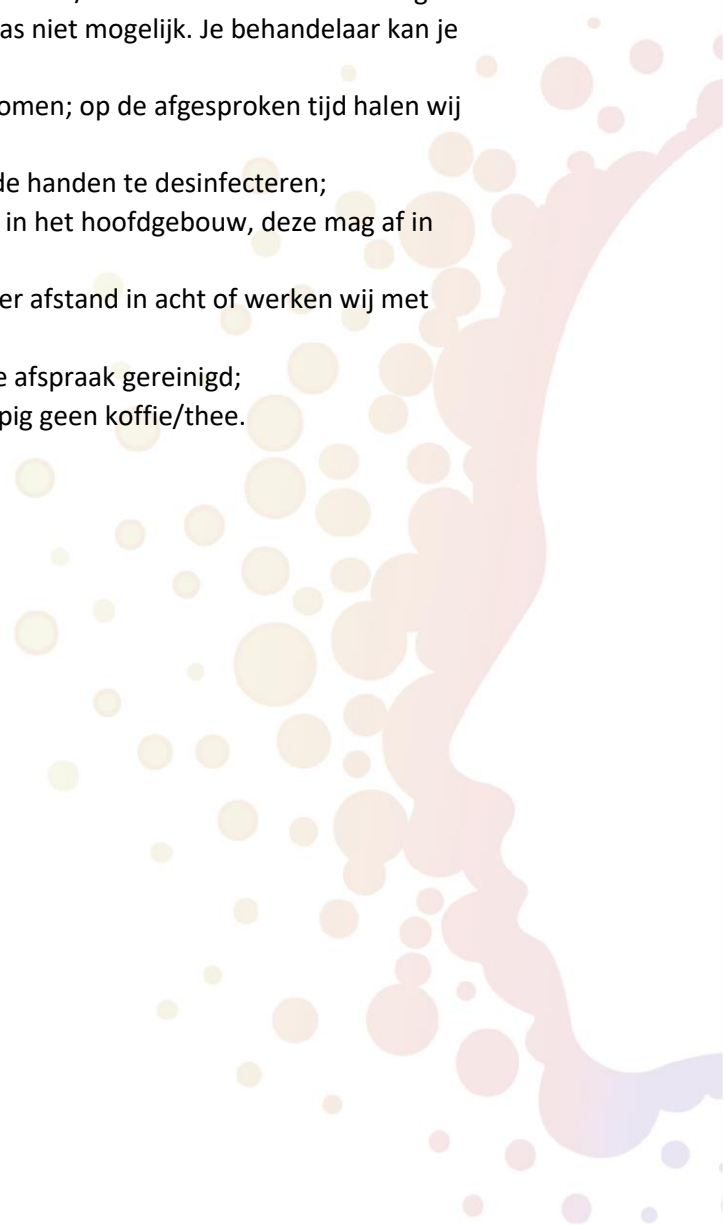 as niet mogelijk. Je behandelaar kan je
omen; op de afgesproken tijd halen wij
de handen te desinfecteren;
in het hoofdgebouw, deze mag af in
er afstand in acht of werken wij met
e afspraak gereinigd;
pig geen koffie/thee.